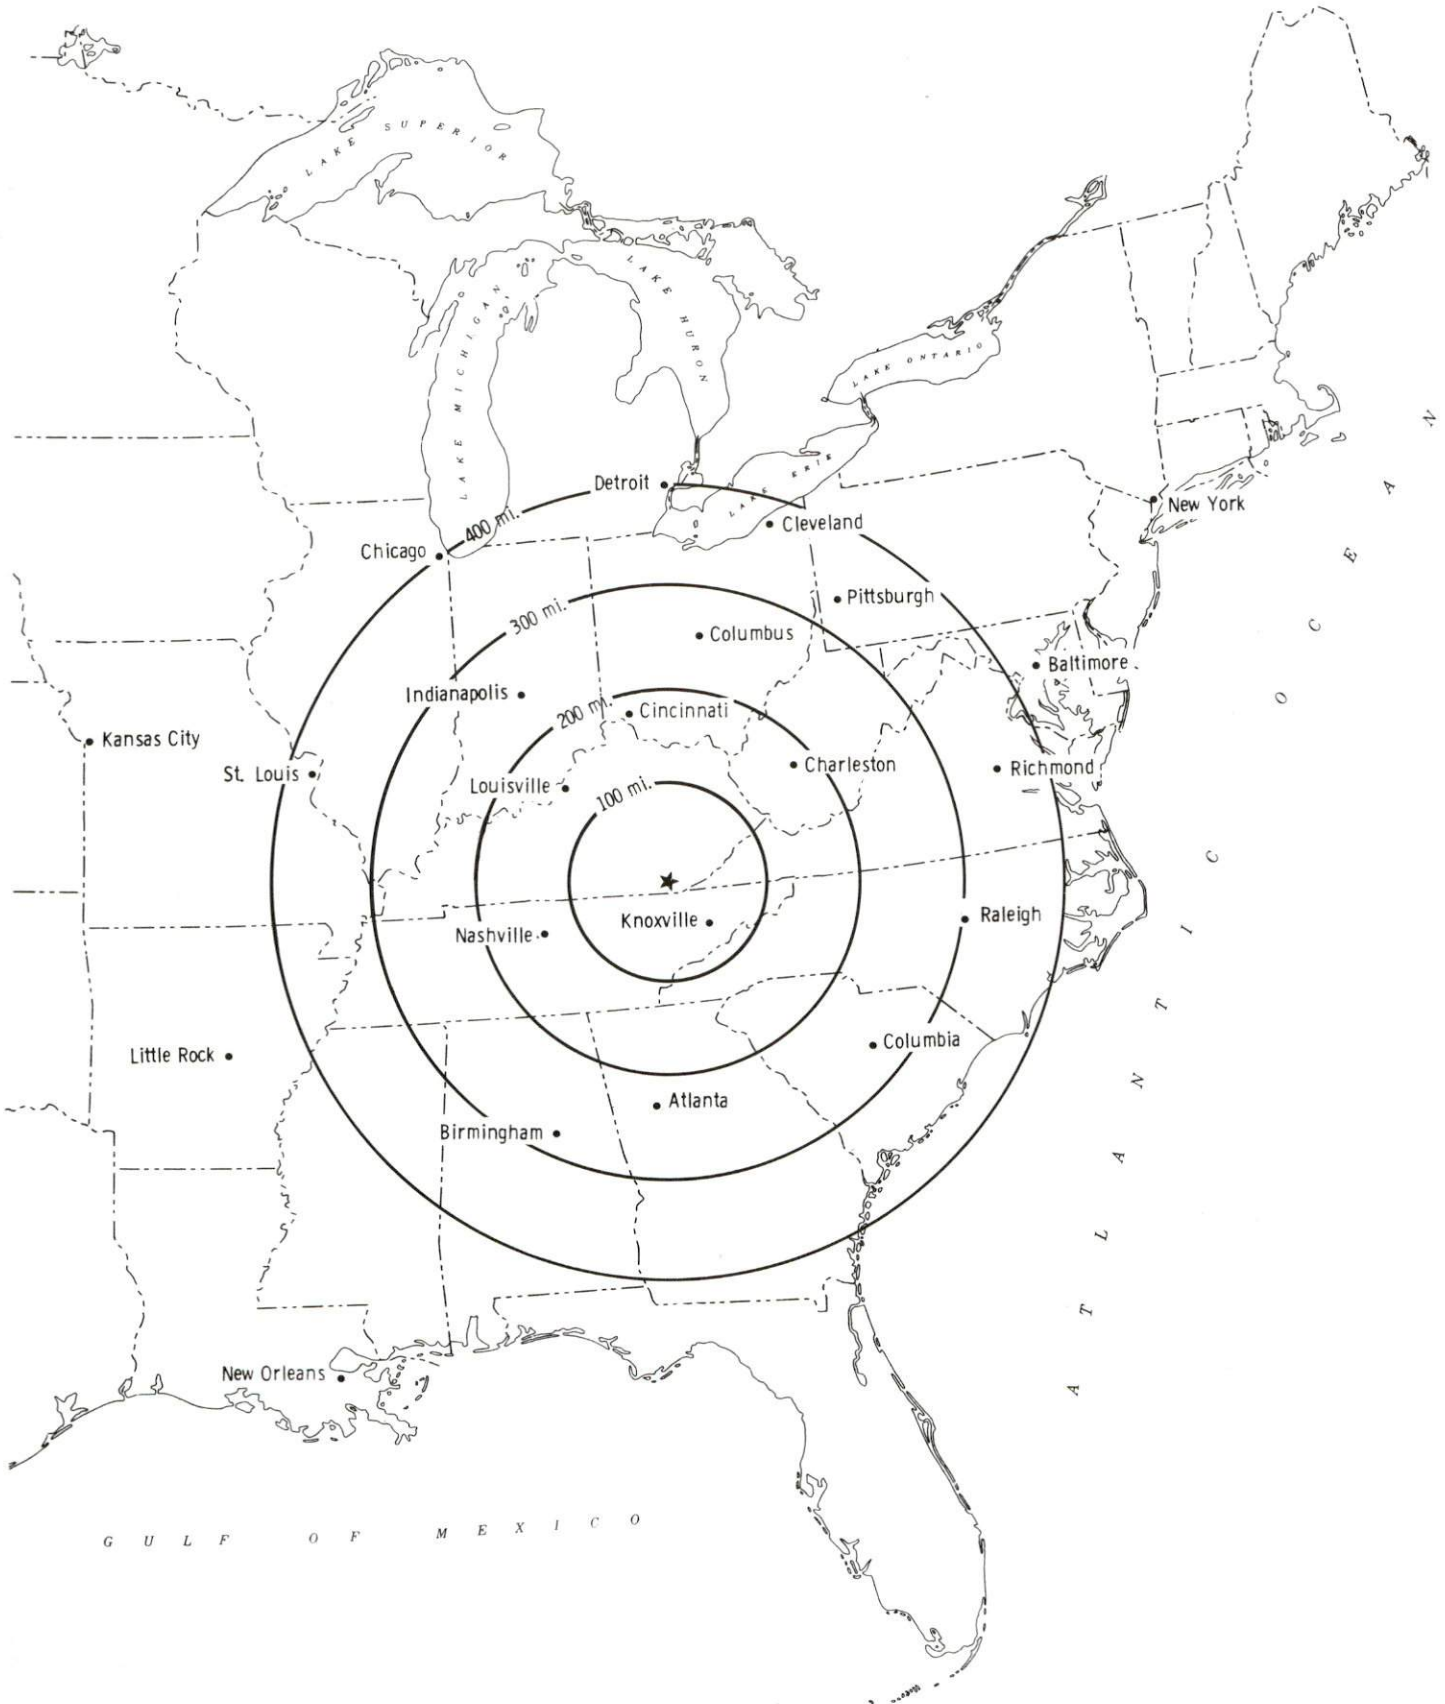 LAKE SUPERIOR
LAKE MICHIGAN
LAKE HURON
LAKE ONTARIO
LAKE ERIE
Detroit
Cleveland
New York
400 mi.
Chicago
Pittsburgh
300 mi.
Columbus
Baltimore
Indianapolis
200 mi.
Cincinnati
Kansas City
St. Louis
Charleston
Richmond
Louisville
100 mi.
Knoxville
Raleigh
Nashville
Little Rock
Columbia
Atlanta
Birmingham
New Orleans
GULF OF MEXICO
ATLANTIC OCEAN